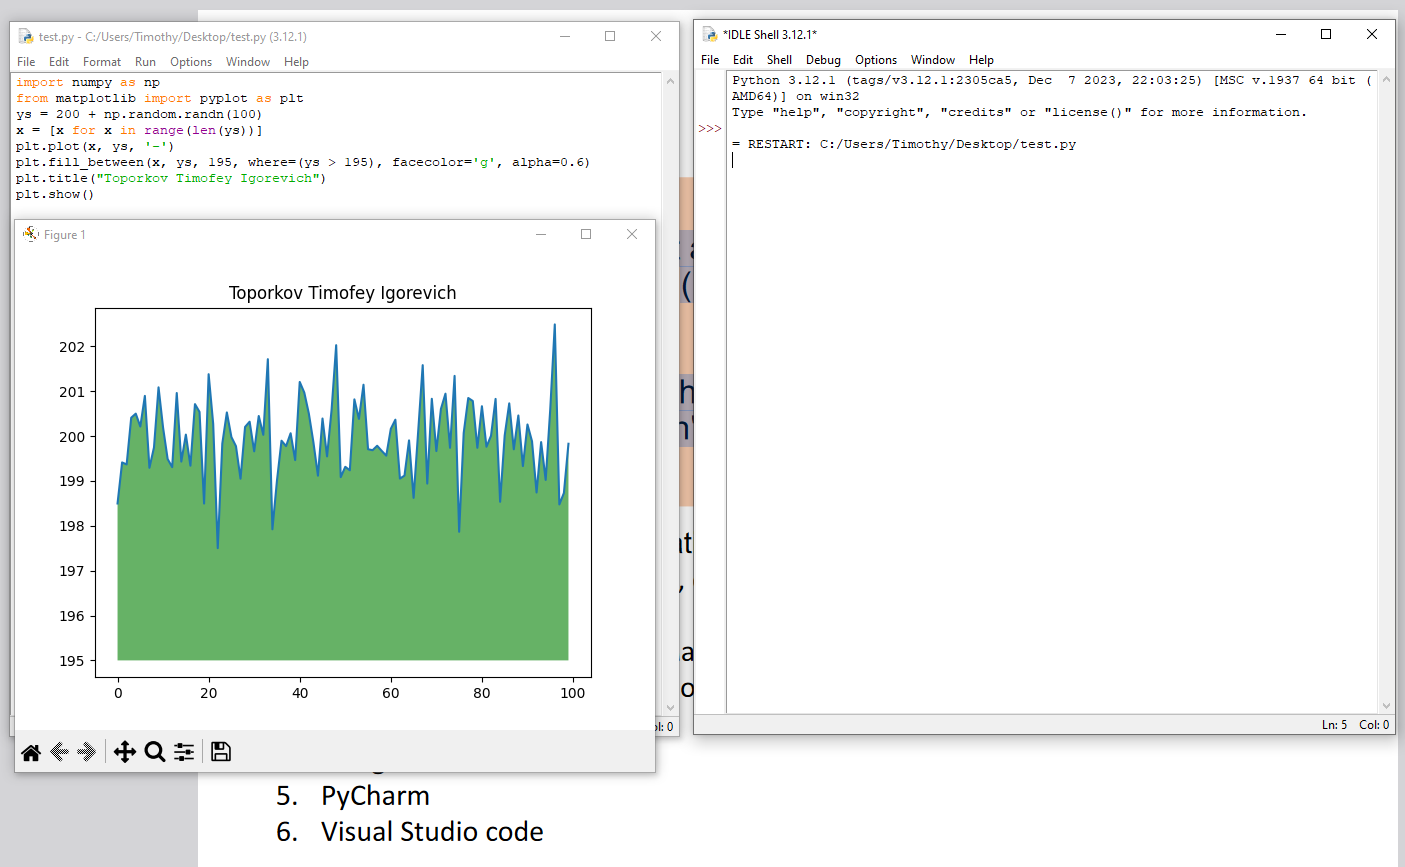 test.py - C:/Users/Timothy/Desktop/test.py (3.12.1)
File Edit Format Run Options Window Help
import numpy as np
from matplotlib import pyplot as plt
ys = 200 + np.random.randn(100)
x = [x for x in range(len(ys))]
plt.plot(x, ys, '-')
plt.fill_between(x, ys, 195, where=(ys > 195), facecolor='g', alpha=0.6)
plt.title("Toporkov Timofey Igorevich")
plt.show()
Figure 1
Toporkov Timofey Igorevich
202
201
200
199
198
197
196
195
0 20 40 60 80 100
Col: 0
*IDLE Shell 3.12.1*
File Edit Shell Debug Options Window Help
Python 3.12.1 (tags/v3.12.1:2305ca5, Dec  7 2023, 22:03:25) [MSC v.1937 64 bit (
AMD64)] on win32
Type "help", "copyright", "credits" or "license()" for more information.
>>>
= RESTART: C:/Users/Timothy/Desktop/test.py
Ln: 5 Col: 0
5. PyCharm
6. Visual Studio code